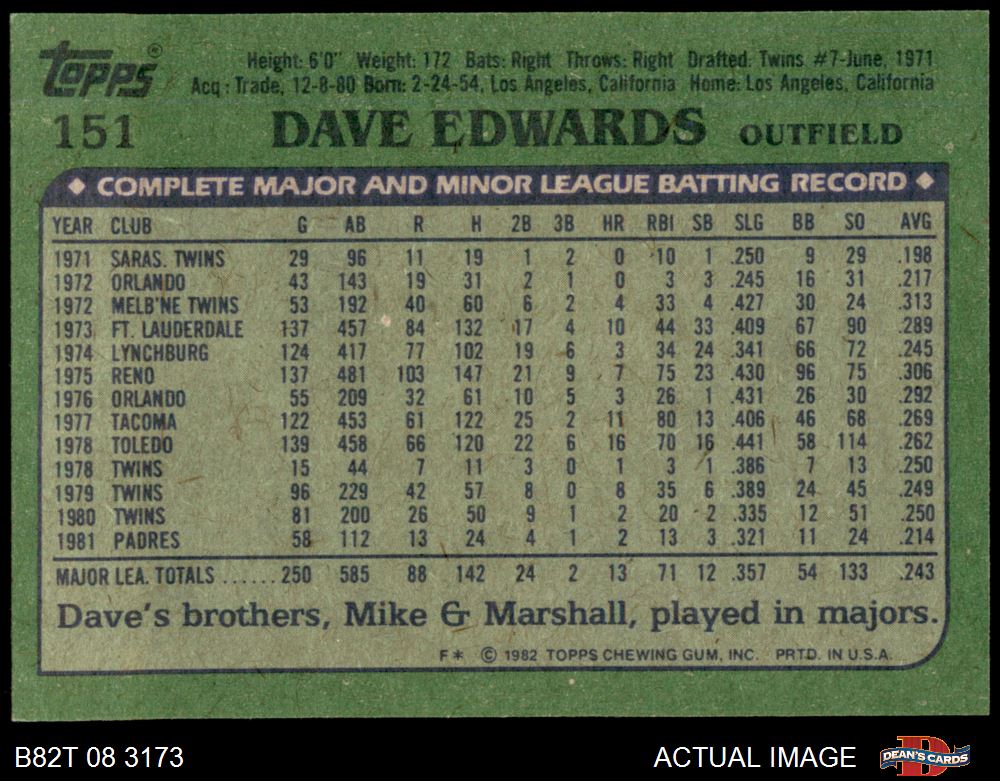 topps®
Height: 6'0" Weight: 172 Bats: Right Throws: Right Drafted: Twins #7-June, 1971
Acq: Trade, 12-8-80 Born: 2-24-54, Los Angeles, California Home: Los Angeles, California
151 DAVE EDWARDS OUTFIELD
◆ COMPLETE MAJOR AND MINOR LEAGUE BATTING RECORD ◆
YEAR CLUB G AB R H 2B 3B HR RBI SB SLG BB SO AVG
1971 SARAS. TWINS 29 96 11 19 1 2 0 10 1 .250 9 29 .198
1972 ORLANDO 43 143 19 31 2 1 0 3 3 .245 16 31 .217
1972 MELB'NE TWINS 53 192 40 60 6 2 4 33 4 .427 30 24 .313
1973 FT. LAUDERDALE 137 457 84 132 17 4 10 44 33 .409 67 90 .289
1974 LYNCHBURG 124 417 77 102 19 6 3 34 24 .341 66 72 .245
1975 RENO 137 481 103 147 21 9 7 75 23 .430 96 75 .306
1976 ORLANDO 55 209 32 61 10 5 3 26 1 .431 26 30 .292
1977 TACOMA 122 453 61 122 25 2 11 80 13 .406 46 68 .269
1978 TOLEDO 139 458 66 120 22 6 16 70 16 .441 58 114 .262
1978 TWINS 15 44 7 11 3 0 1 3 1 .386 7 13 .250
1979 TWINS 96 229 42 57 8 0 8 35 6 .389 24 45 .249
1980 TWINS 81 200 26 50 9 1 2 20 2 .335 12 51 .250
1981 PADRES 58 112 13 24 4 1 2 13 3 .321 11 24 .214
MAJOR LEA. TOTALS ...... 250 585 88 142 24 2 13 71 12 .357 54 133 .243
Dave's brothers, Mike & Marshall, played in majors.
F* © 1982 TOPPS CHEWING GUM, INC. PRTD. IN U.S.A.
B82T 08 3173 ACTUAL IMAGE DEAN'S CARDS